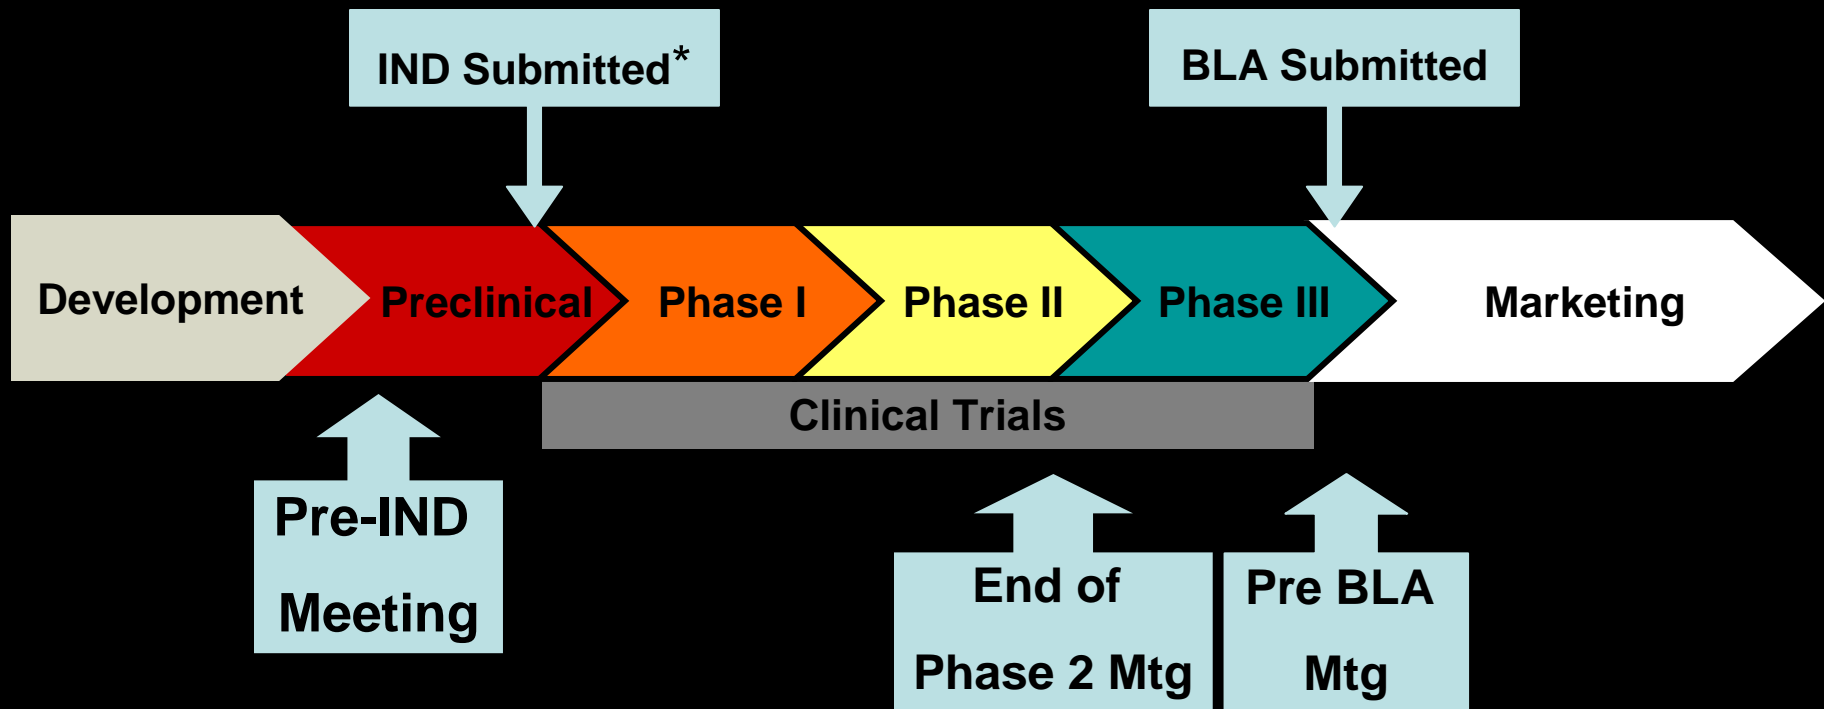 IND Submitted*
BLA Submitted
Development
Preclinical
Phase I
Phase II
Phase III
Marketing
Clinical Trials
Pre-IND
Meeting
End of
Phase 2 Mtg
Pre BLA
Mtg